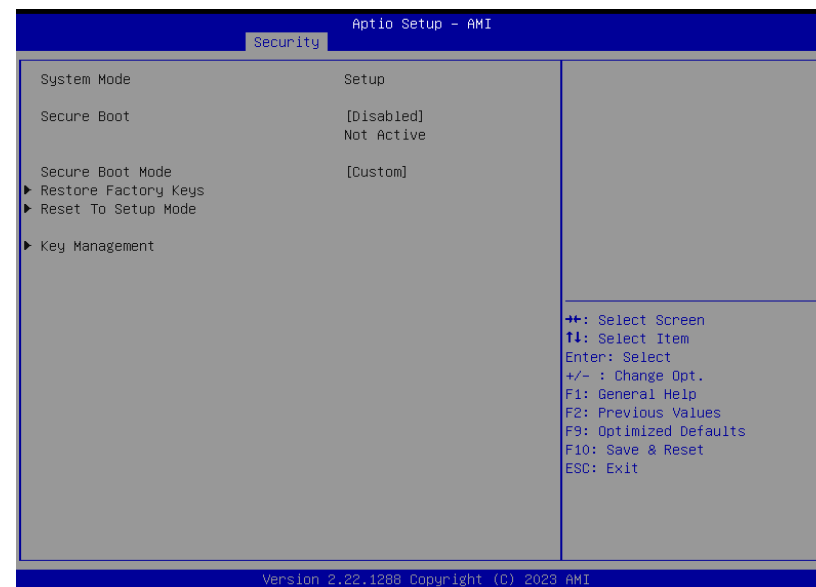 Aptio Setup – AMI
Security
System Mode Setup
Secure Boot [Disabled]
Not Active
Secure Boot Mode [Custom]
▶ Restore Factory Keys
▶ Reset To Setup Mode
▶ Key Management
→←: Select Screen
↑↓: Select Item
Enter: Select
+/- : Change Opt.
F1: General Help
F2: Previous Values
F9: Optimized Defaults
F10: Save & Reset
ESC: Exit
Version 2.22.1288 Copyright (C) 2023 AMI